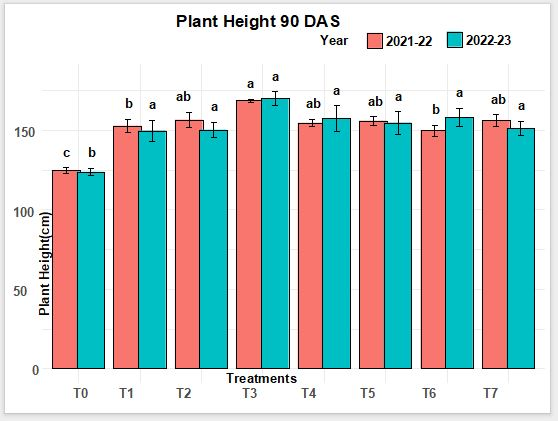 Plant Height 90 DAS
Year 2021-22 2022-23
a a
b a ab a ab a ab a b a ab a
150
c b
100
Plant Height(cm)
50
0
Treatments
T0 T1 T2 T3 T4 T5 T6 T7